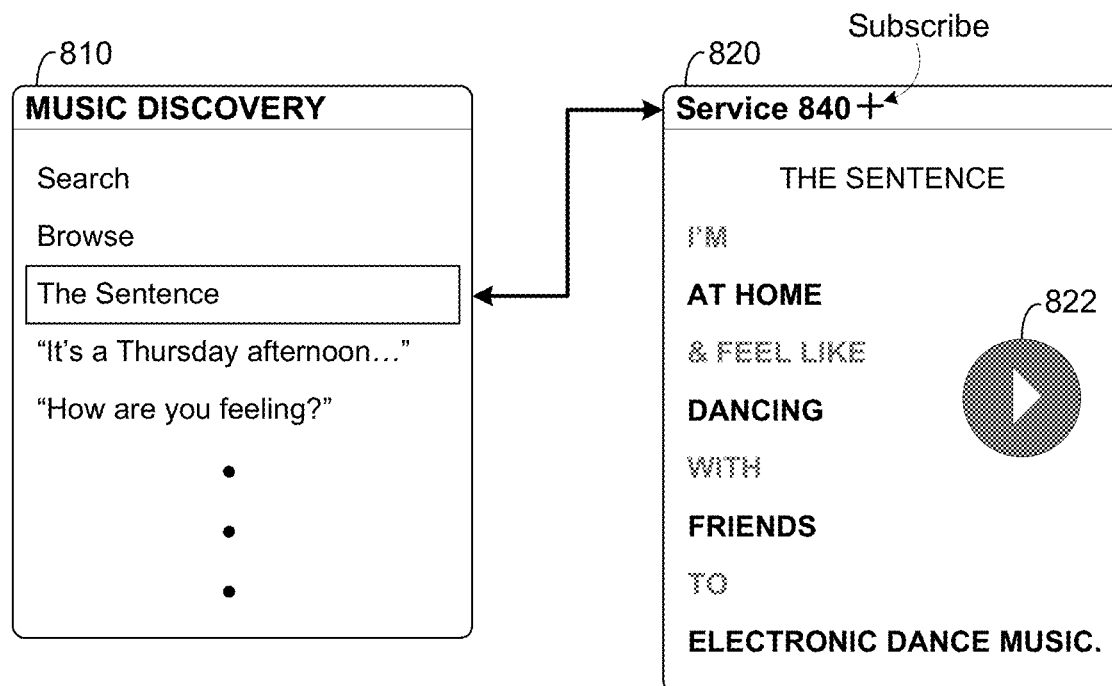 810
MUSIC DISCOVERY
Search
Browse
The Sentence
“It’s a Thursday afternoon...”
“How are you feeling?”
Subscribe
820
Service 840 +
THE SENTENCE
I’M
AT HOME
& FEEL LIKE
DANCING
WITH
FRIENDS
TO
ELECTRONIC DANCE MUSIC.
822